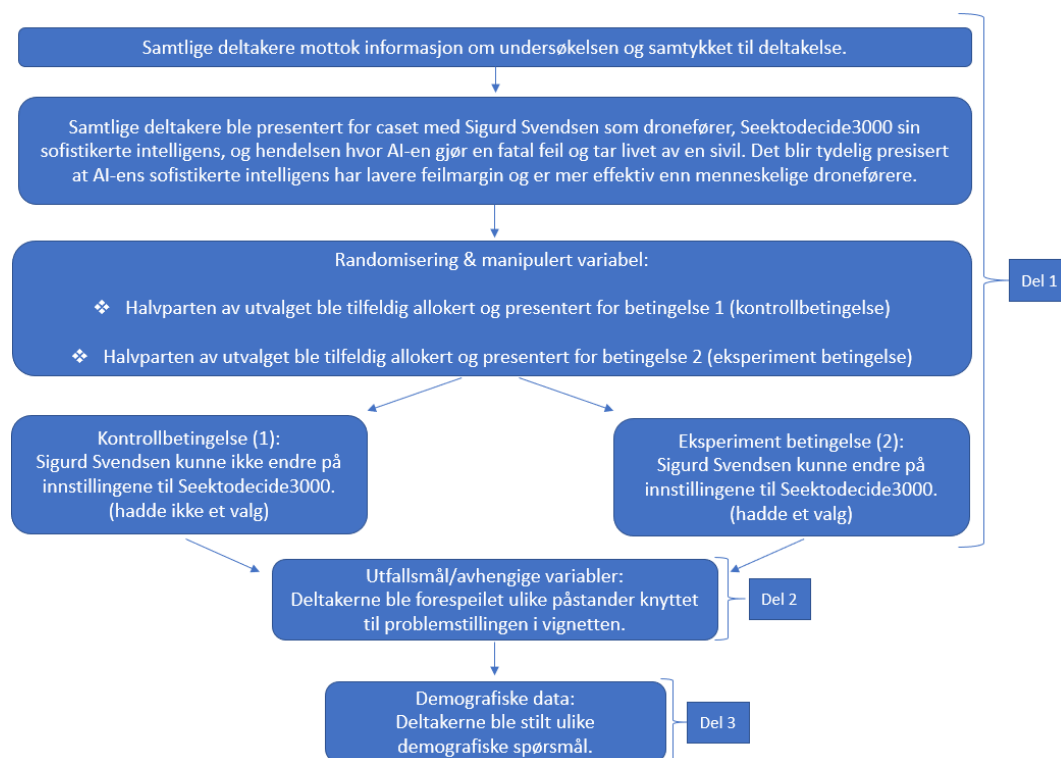 Samtlige deltakere mottok informasjon om undersøkelsen og samtykket til deltakelse.
Samtlige deltakere ble presentert for caset med Sigurd Svendsen som dronefører, Seektodecide3000 sin
sofistikerte intelligens, og hendelsen hvor AI-en gjør en fatal feil og tar livet av en sivil. Det blir tydelig presisert
at AI-ens sofistikerte intelligens har lavere feilmargin og er mer effektiv enn menneskelige droneførere.
Randomisering & manipulert variabel:
❖ Halvparten av utvalget ble tilfeldig allokert og presentert for betingelse 1 (kontrollbetingelse)
❖ Halvparten av utvalget ble tilfeldig allokert og presentert for betingelse 2 (eksperiment betingelse)
Del 1
Kontrollbetingelse (1):
Sigurd Svendsen kunne ikke endre på
innstillingene til Seektodecide3000.
(hadde ikke et valg)
Eksperiment betingelse (2):
Sigurd Svendsen kunne endre på
innstillingene til Seektodecide3000.
(hadde et valg)
Utfallsmål/avhengige variabler:
Deltakerne ble forespeilet ulike påstander knyttet
til problemstillingen i vignetten.
Del 2
Demografiske data:
Deltakerne ble stilt ulike
demografiske spørsmål.
Del 3